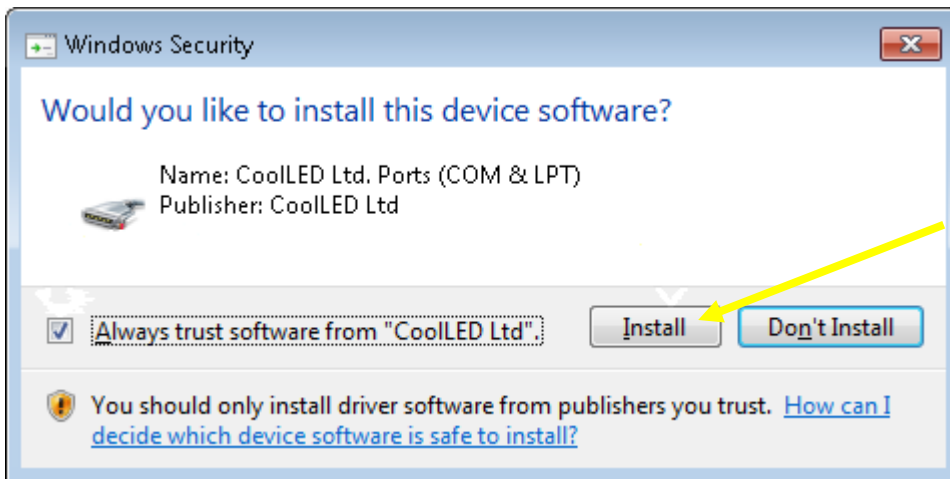 Windows Security
Would you like to install this device software?
Name: CoolLED Ltd. Ports (COM & LPT)
Publisher: CoolLED Ltd
Always trust software from "CoolLED Ltd".
Install
Don't Install
You should only install driver software from publishers you trust. How can I
decide which device software is safe to install?